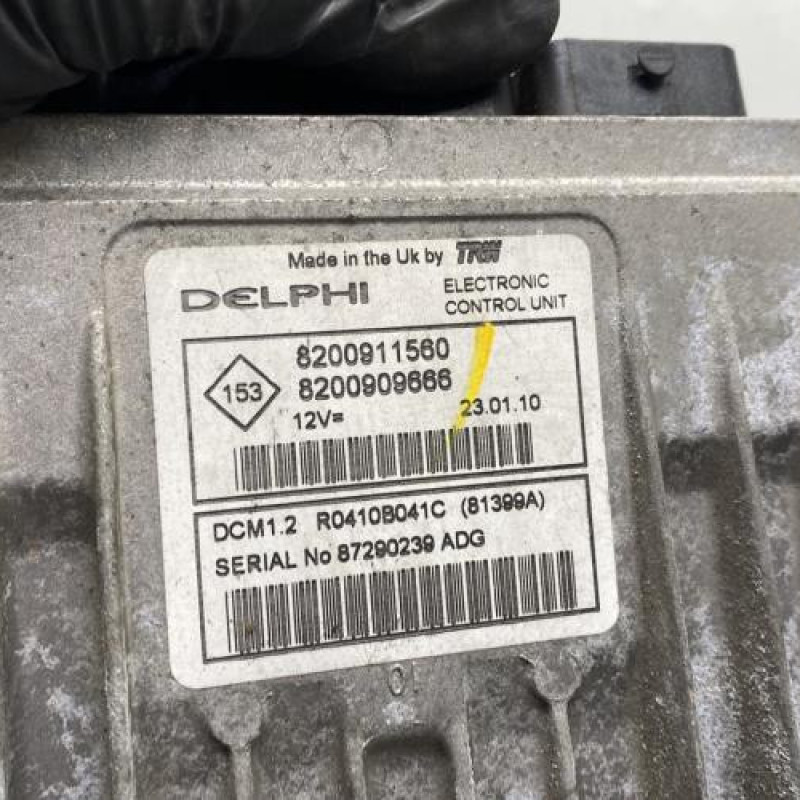 Made in the Uk by TRW
DELPHI
ELECTRONIC
CONTROL UNIT
153
8200911560
8200909666
12V=
23.01.10
DCM1.2 R0410B041C (81399A)
SERIAL No 87290239 ADG